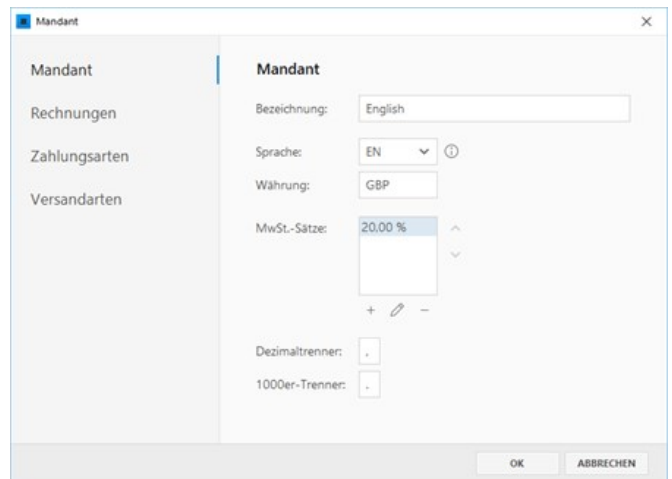 Mandant
Mandant
Rechnungen
Zahlungsarten
Versandarten
Mandant
Bezeichnung: English
Sprache: EN
Währung: GBP
MwSt.-Sätze: 20,00 %
Dezimaltrenner: ,
1000er-Trenner: .
OK ABBRECHEN